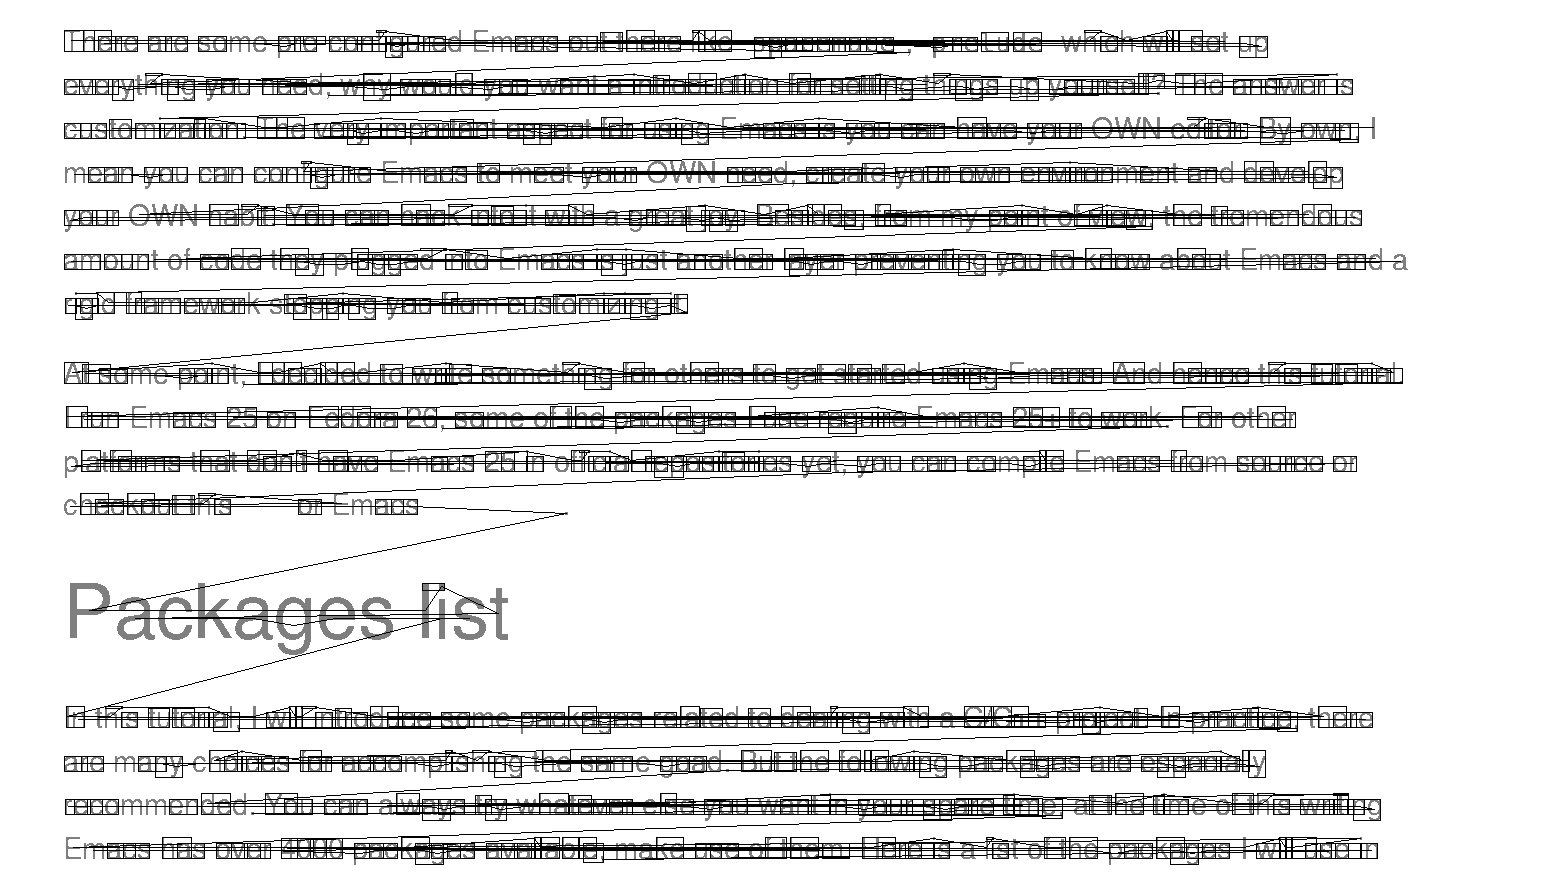 There are some pre-configured Emacs out there like spacemacs prelude which will set up
everything you need, why would you want a introduction for setting things up yourself? The answer is
customization. The very important aspect for using Emacs is you can have your OWN editor. By own, I
mean you can configure Emacs to meet your OWN need, create your own environment and develop
your OWN habit. You can hack into it with a great joy. Besides, from my point of view, the tremendous
amount of code they plugged into Emacs is just another layer preventing you to know about Emacs and a
rigid framework stopping you from customizing it.
At some point, I decided to write something for others to get started using Emacs. And hence this tutorial.
I run Emacs 25 on Fedora 20, some of the packages I use require Emacs 25+ to work. For other
platforms that don't have Emacs 25 in official repositories yet, you can compile Emacs from source or
checkout this or Emacs
Packages list
In this tutorial, I will introduce some packages related to dealing with a C/C++ project. In practice, there
are many choices for accomplishing the same goad. But the following packages are especially
recommended. You can always try whatever else you want in your spare time, at the time of this writing
Emacs has over 4000 packages available, make use of them. Here is a list of the packages I will use in